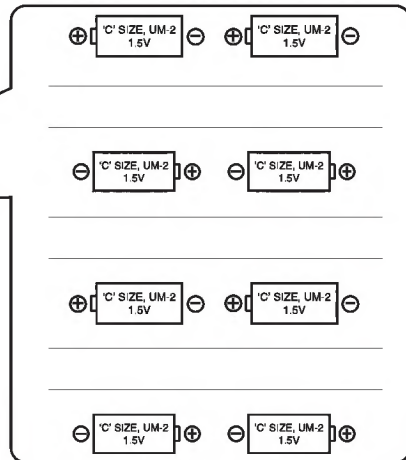 ⊕ 'C' SIZE, UM-2 ⊖ ⊕ 'C' SIZE, UM-2 ⊖
1.5V 1.5V
⊖ 'C' SIZE, UM-2 ⊕ ⊖ 'C' SIZE, UM-2 ⊕
1.5V 1.5V
⊕ 'C' SIZE, UM-2 ⊖ ⊕ 'C' SIZE, UM-2 ⊖
1.5V 1.5V
⊖ 'C' SIZE, UM-2 ⊕ ⊖ 'C' SIZE, UM-2 ⊕
1.5V 1.5V